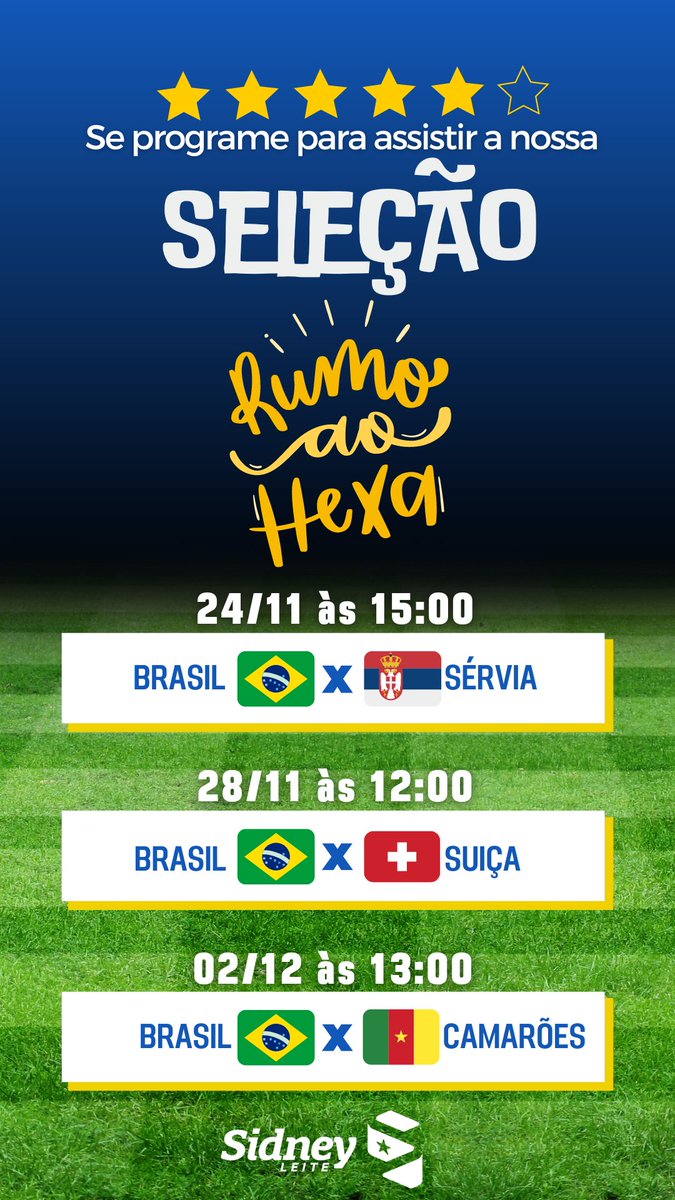 Se programe para assistir a nossa
SELEÇÃO
Rumo
ao
Hexa
24/11 às 15:00
BRASIL X SÉRVIA
28/11 às 12:00
BRASIL X SUIÇA
02/12 às 13:00
BRASIL X CAMARÕES
Sidney
LEITE